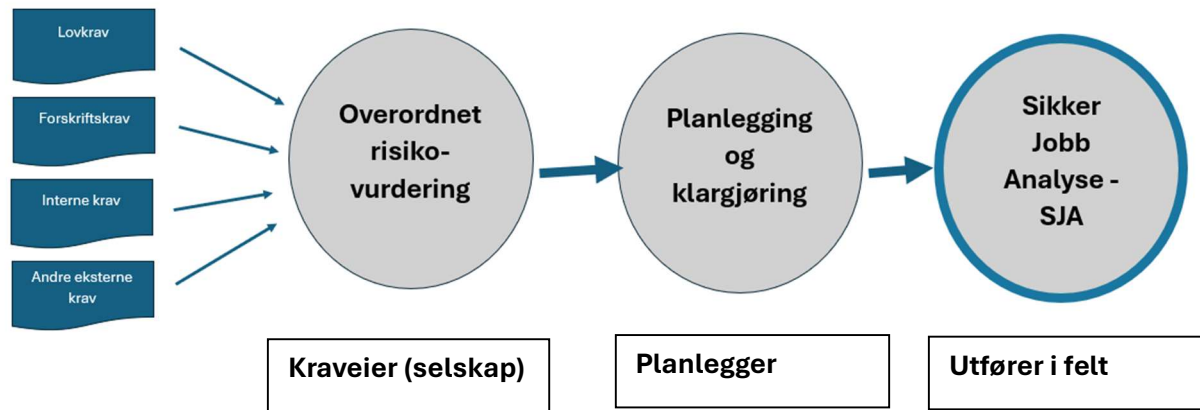 Lovkrav
Forskriftskrav
Interne krav
Andre eksterne
krav
Overordnet
risiko-
vurdering
Planlegging
og
klargjøring
Sikker
Jobb
Analyse -
SJA
Kraveier (selskap)
Planlegger
Utfører i felt